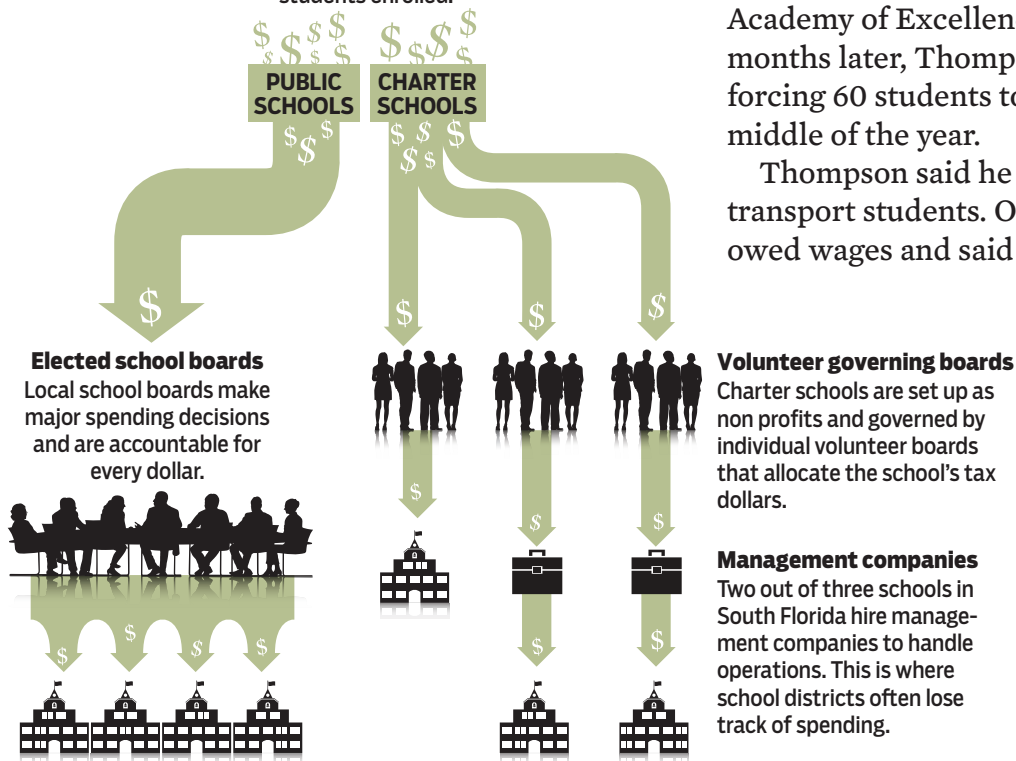 students enrolled.
PUBLIC
SCHOOLS
CHARTER
SCHOOLS
Elected school boards
Local school boards make
major spending decisions
and are accountable for
every dollar.
Volunteer governing boards
Charter schools are set up as
non profits and governed by
individual volunteer boards
that allocate the school's tax
dollars.
Management companies
Two out of three schools in
South Florida hire manage-
ment companies to handle
operations. This is where
school districts often lose
track of spending.
Academy of
months later,
forcing 60 students
middle of the year.
Thompson said he
transport students.
owed wages and said